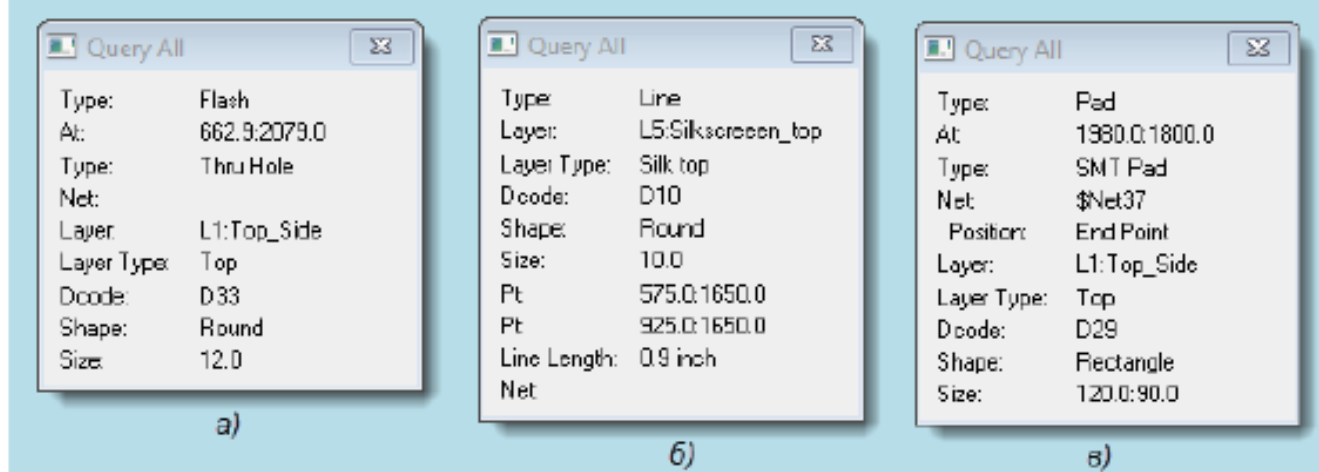 Query All
Type: Flash
At: 662.9:2079.0
Type: Thru Hole
Net:
Layer: L1:Top_Side
Layer Type: Top
Dcode: D33
Shape: Round
Size: 12.0
а)
Query All
Type: Line
Layer: L5:Silkscreeen_top
Layer Type: Silk top
Dcode: D10
Shape: Round
Size: 10.0
Pt: 575.0:1650.0
Pt: 925.0:1650.0
Line Length: 0.9 inch
Net:
б)
Query All
Type: Pad
At: 1980.0:1800.0
Type: SMT Pad
Net: $Net37
Position: End Point
Layer: L1:Top_Side
Layer Type: Top
Dcode: D29
Shape: Rectangle
Size: 120.0:90.0
в)